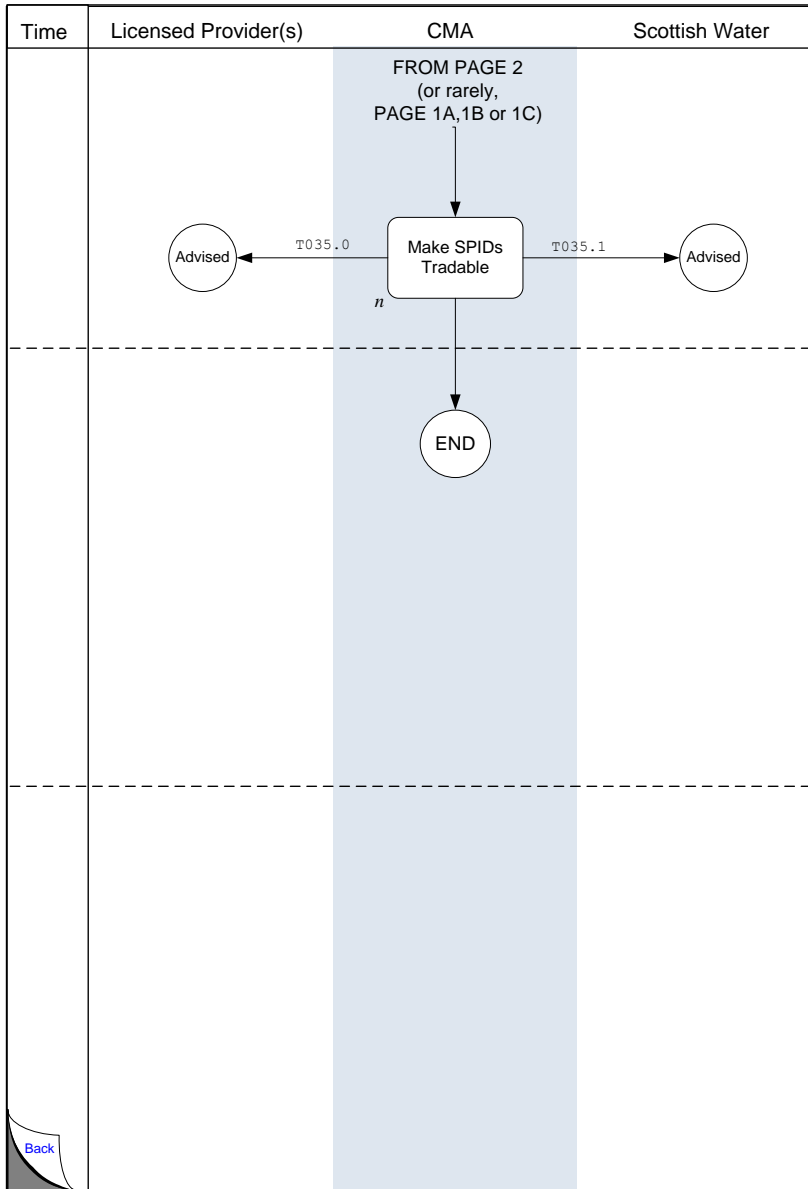 Time
Licensed Provider(s)
CMA
Scottish Water
FROM PAGE 2
(or rarely,
PAGE 1A,1B or 1C)
Advised
T035.0
Make SPIDs
Tradable
T035.1
Advised
n
END
Back